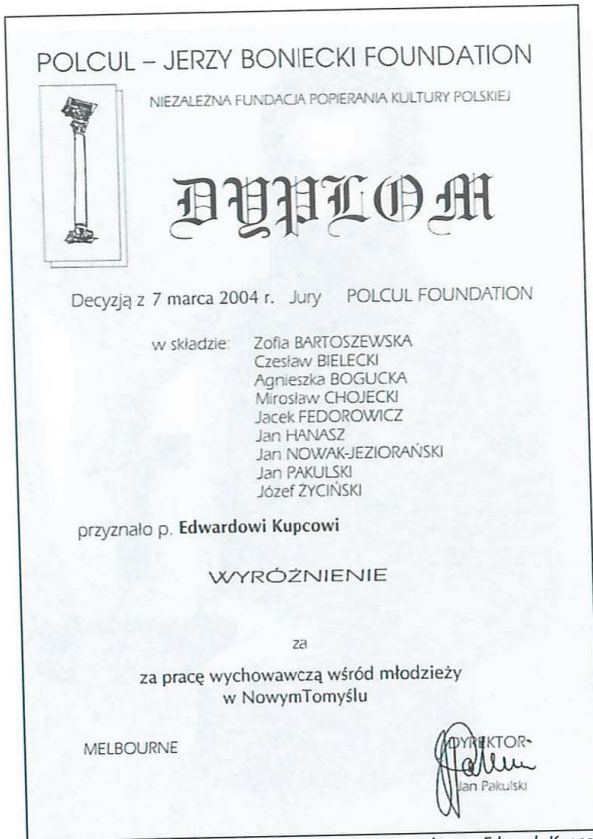 POLCUL – JERZY BONIECKI FOUNDATION
NIEZALEŻNA FUNDACJA POPIERANIA KULTURY POLSKIEJ
DYPLOM
Decyzją z 7 marca 2004 r. Jury POLCUL FOUNDATION
w składzie: Zofia BARTOSZEWSKA
Czesław BIELECKI
Agnieszka BOGUCKA
Mirosław CHOJECKI
Jacek FEDOROWICZ
Jan HANASZ
Jan NOWAK-JEZIORAŃSKI
Jan PAKULSKI
Józef ŻYCIŃSKI
przyznało p. Edwardowi Kupcowi
WYRÓŻNIENIE
za
za pracę wychowawczą wśród młodzieży
w NowymTomyślu
MELBOURNE
DYREKTOR
Jan Pakulski